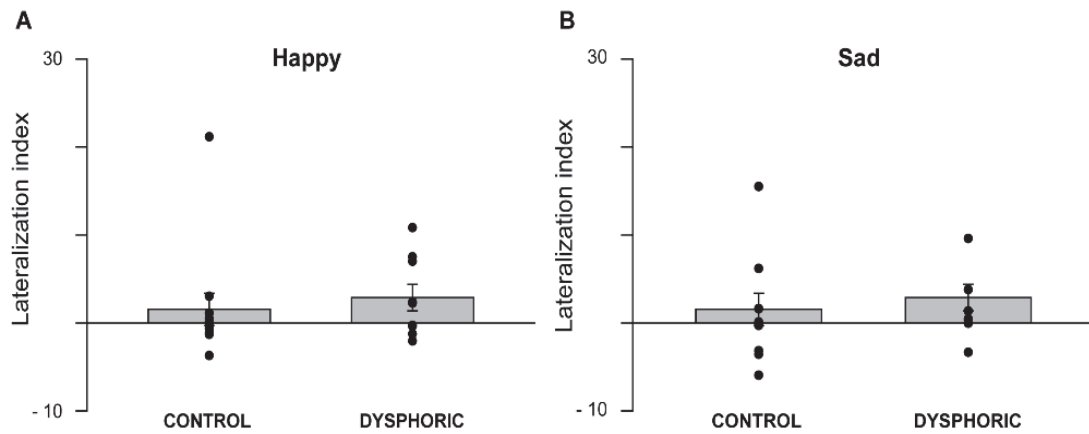 A
Happy
30
Lateralization index
- 10
CONTROL
DYSPHORIC
B
Sad
30
Lateralization index
- 10
CONTROL
DYSPHORIC